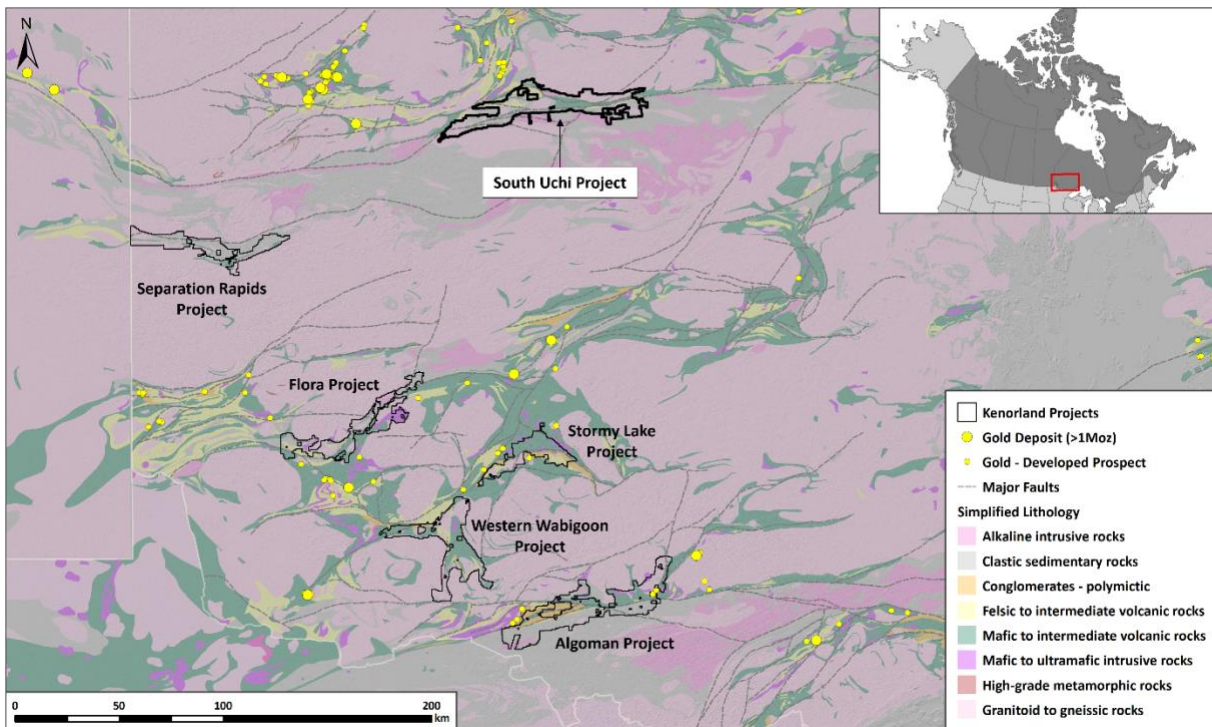 N
South Uchi Project
Separation Rapids
Project
Flora Project
Stormy Lake
Project
Western Wabigoon
Project
Algoman Project
Kenorland Projects
Gold Deposit (>1Moz)
Gold - Developed Prospect
Major Faults
Simplified Lithology
Alkaline intrusive rocks
Clastic sedimentary rocks
Conglomerates - polymictic
Felsic to intermediate volcanic rocks
Mafic to intermediate volcanic rocks
Mafic to ultramafic intrusive rocks
High-grade metamorphic rocks
Granitoid to gneissic rocks
0 50 100 200
km